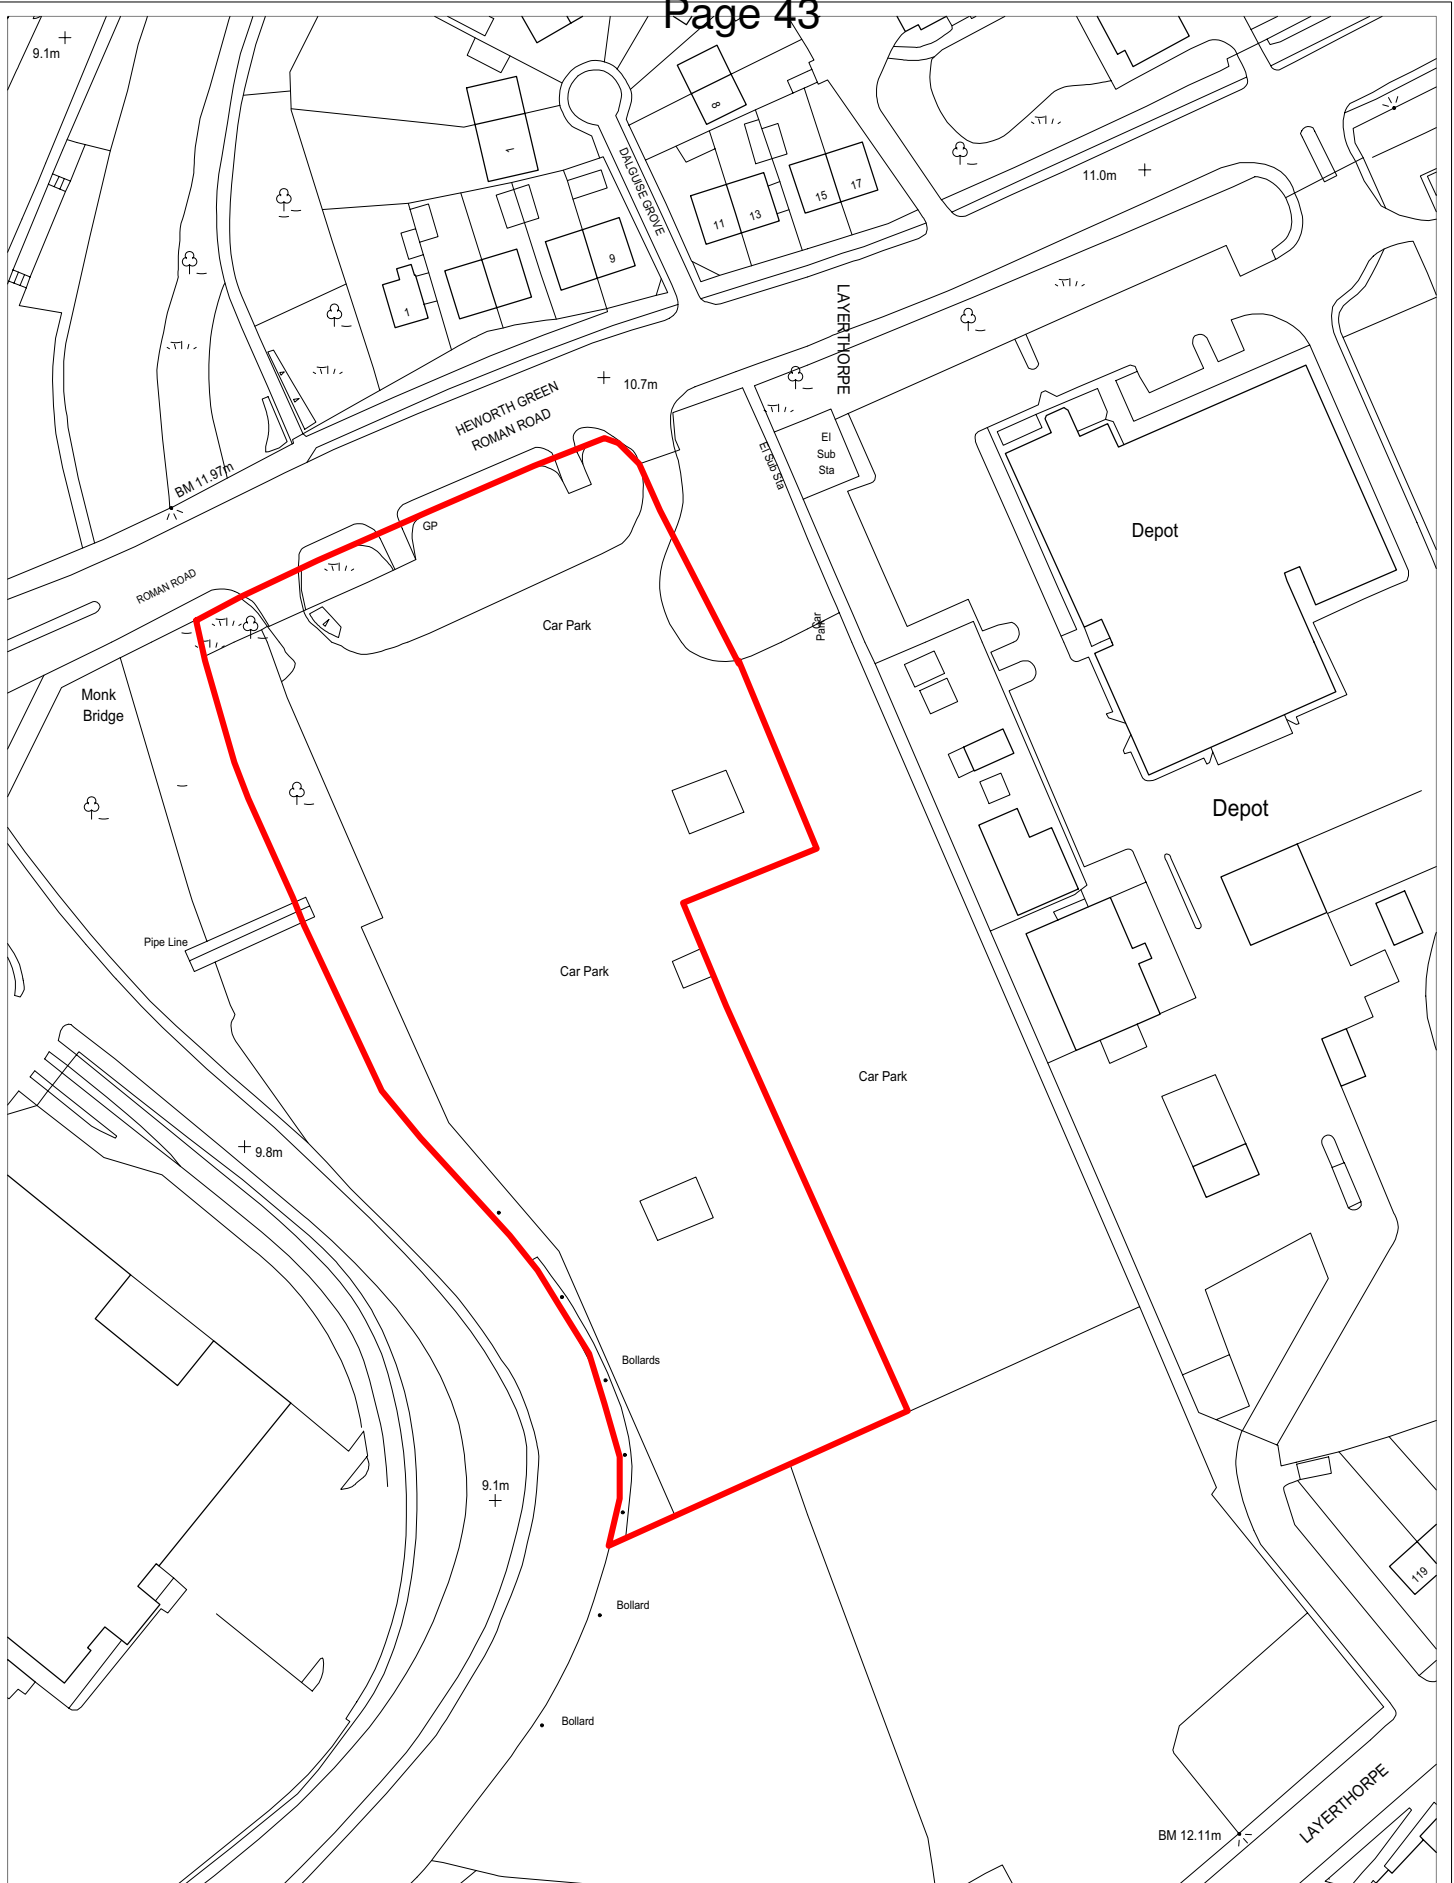 Page 43
9.1m
1
8
DALGUISE GROVE
11.0m
15
17
11
13
9
1
LAYERTHORPE
10.7m
HEWORTH GREEN
ROMAN ROAD
El
Sub
Sta
El Sub Sta
BM 11.97m
GP
Depot
ROMAN ROAD
Car Park
Car
Park
Monk
Bridge
Depot
Pipe Line
Car Park
Car Park
9.8m
Bollards
9.1m
119
Bollard
Bollard
LAYERTHORPE
BM 12.11m